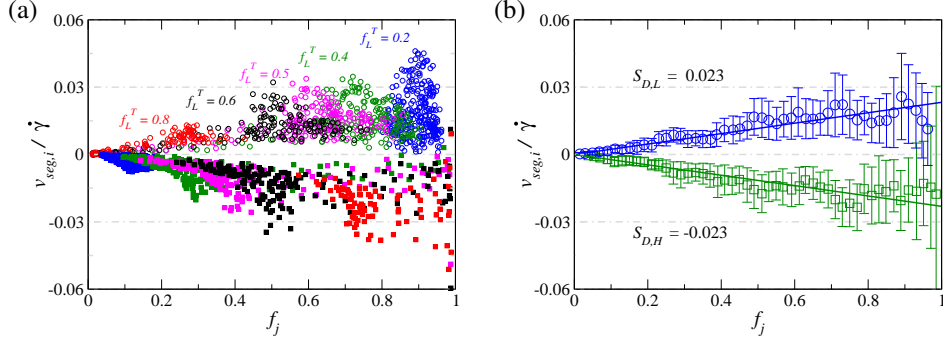 (a)
0.06
0.03
0
-0.03
-0.06
v_seg,i / γ̇
f_L^T = 0.2
f_L^T = 0.4
f_L^T = 0.5
f_L^T = 0.6
f_L^T = 0.8
0 0.2 0.4 0.6 0.8 1
f_j
(b)
0.06
0.03
0
-0.03
-0.06
v_seg,i / γ̇
S_D,L = 0.023
S_D,H = -0.023
0 0.2 0.4 0.6 0.8 1
f_j